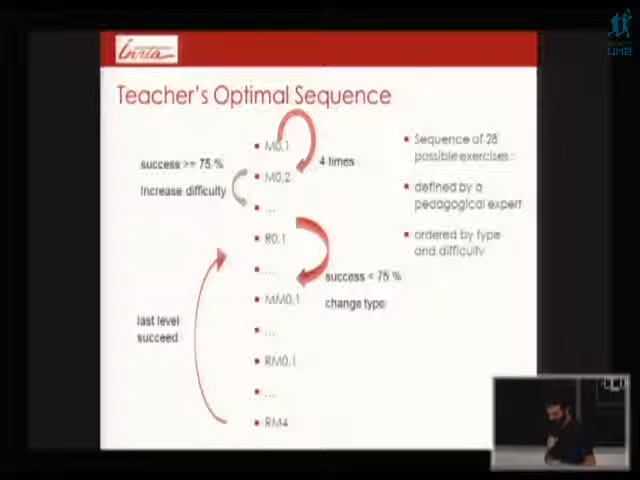 Inria
Teacher's Optimal Sequence
M0.1
4 times
success >= 75 %
Increase difficulty
M0.2
...
R0.1
...
success < 75 %
change type
MM0.1
...
last level
succeed
RM0.1
...
RM4
Sequence of 28
possible exercises :
defined by a
pedagogical expert
ordered by type
and difficulty